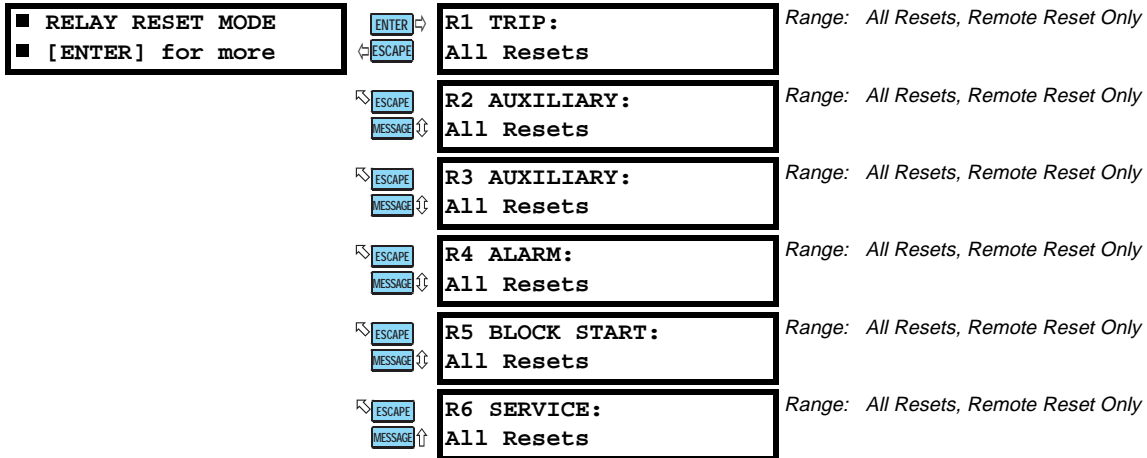 ■ RELAY RESET MODE
■ [ENTER] for more
ENTER ⇨
⇦ ESCAPE
R1 TRIP:
All Resets
Range: All Resets, Remote Reset Only
ESCAPE
MESSAGE
R2 AUXILIARY:
All Resets
Range: All Resets, Remote Reset Only
ESCAPE
MESSAGE
R3 AUXILIARY:
All Resets
Range: All Resets, Remote Reset Only
ESCAPE
MESSAGE
R4 ALARM:
All Resets
Range: All Resets, Remote Reset Only
ESCAPE
MESSAGE
R5 BLOCK START:
All Resets
Range: All Resets, Remote Reset Only
ESCAPE
MESSAGE
R6 SERVICE:
All Resets
Range: All Resets, Remote Reset Only